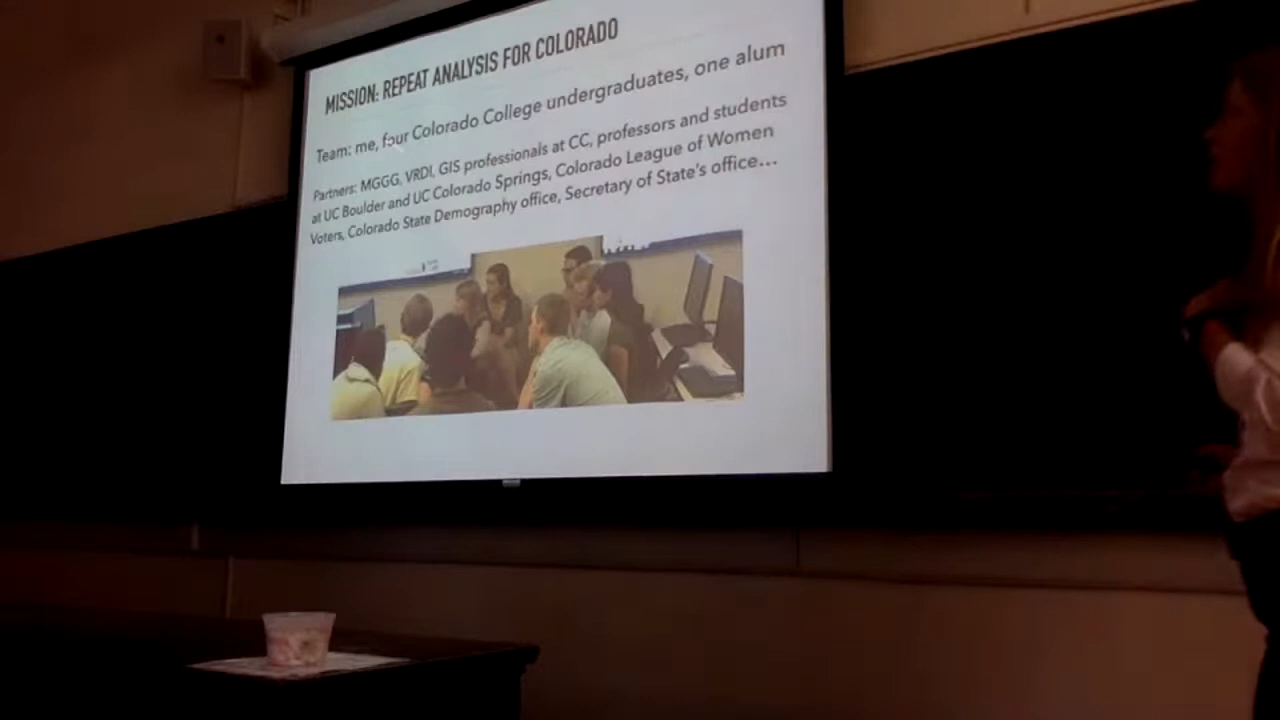 MISSION: REPEAT ANALYSIS FOR COLORADO
Team: me, four Colorado College undergraduates, one alum
Partners: MGGG, VRDI, GIS professionals at CC, professors and students
at UC Boulder and UC Colorado Springs, Colorado League of Women
Voters, Colorado State Demography office, Secretary of State's office...